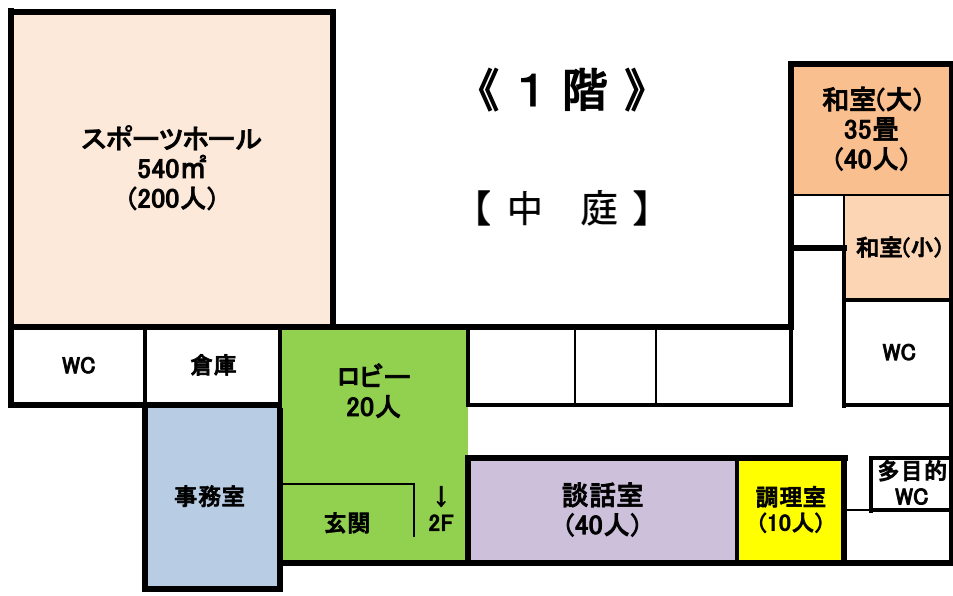 《 1 階 》
【 中 庭 】
スポーツホール
540㎡
(200人)
和室(大)
35畳
(40人)
和室(小)
WC
倉庫
ロビー
20人
WC
事務室
玄関
↓
2F
談話室
(40人)
調理室
(10人)
多目的
WC